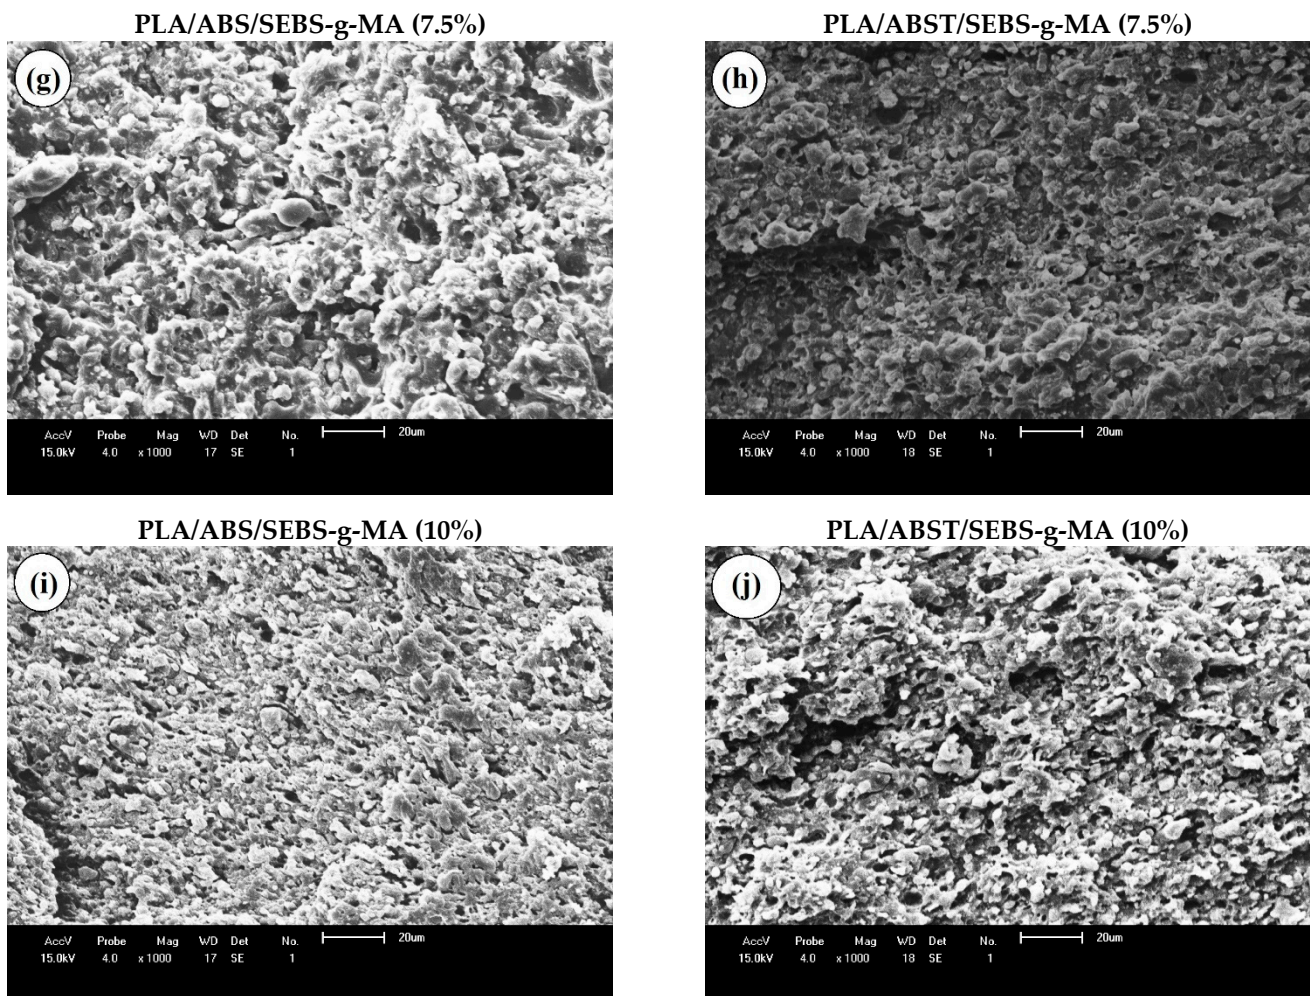 PLA/ABS/SEBS-g-MA (7.5%)
(g)
AccV Probe Mag WD Det No.
15.0kV 4.0 x 1000 17 SE 1
20um
PLA/ABST/SEBS-g-MA (7.5%)
(h)
AccV Probe Mag WD Det No.
15.0kV 4.0 x 1000 18 SE 1
20um
PLA/ABS/SEBS-g-MA (10%)
(i)
AccV Probe Mag WD Det No.
15.0kV 4.0 x 1000 17 SE 1
20um
PLA/ABST/SEBS-g-MA (10%)
(j)
AccV Probe Mag WD Det No.
15.0kV 4.0 x 1000 18 SE 1
20um